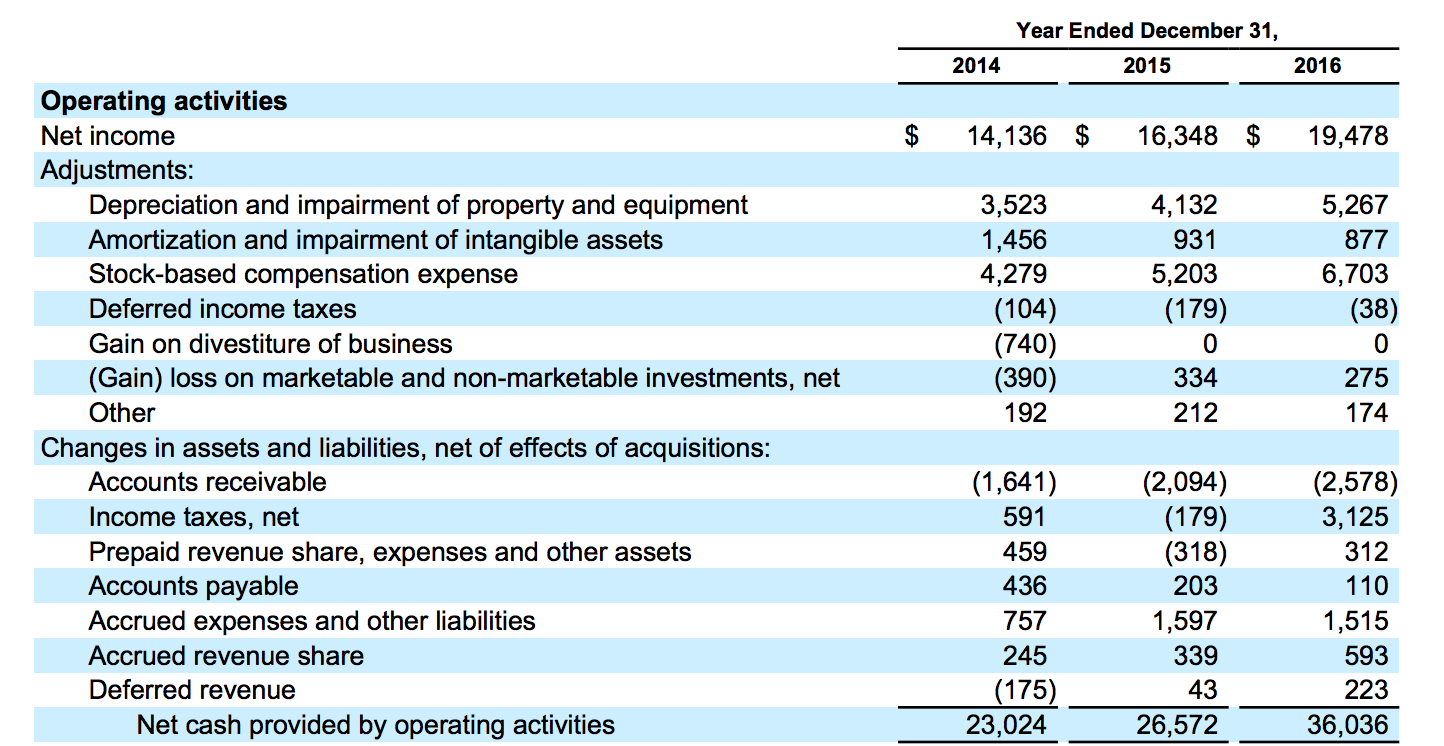 Year Ended December 31,
2014 2015 2016
Operating activities
Net income $ 14,136 $ 16,348 $ 19,478
Adjustments:
Depreciation and impairment of property and equipment 3,523 4,132 5,267
Amortization and impairment of intangible assets 1,456 931 877
Stock-based compensation expense 4,279 5,203 6,703
Deferred income taxes (104) (179) (38)
Gain on divestiture of business (740) 0 0
(Gain) loss on marketable and non-marketable investments, net (390) 334 275
Other 192 212 174
Changes in assets and liabilities, net of effects of acquisitions:
Accounts receivable (1,641) (2,094) (2,578)
Income taxes, net 591 (179) 3,125
Prepaid revenue share, expenses and other assets 459 (318) 312
Accounts payable 436 203 110
Accrued expenses and other liabilities 757 1,597 1,515
Accrued revenue share 245 339 593
Deferred revenue (175) 43 223
Net cash provided by operating activities 23,024 26,572 36,036